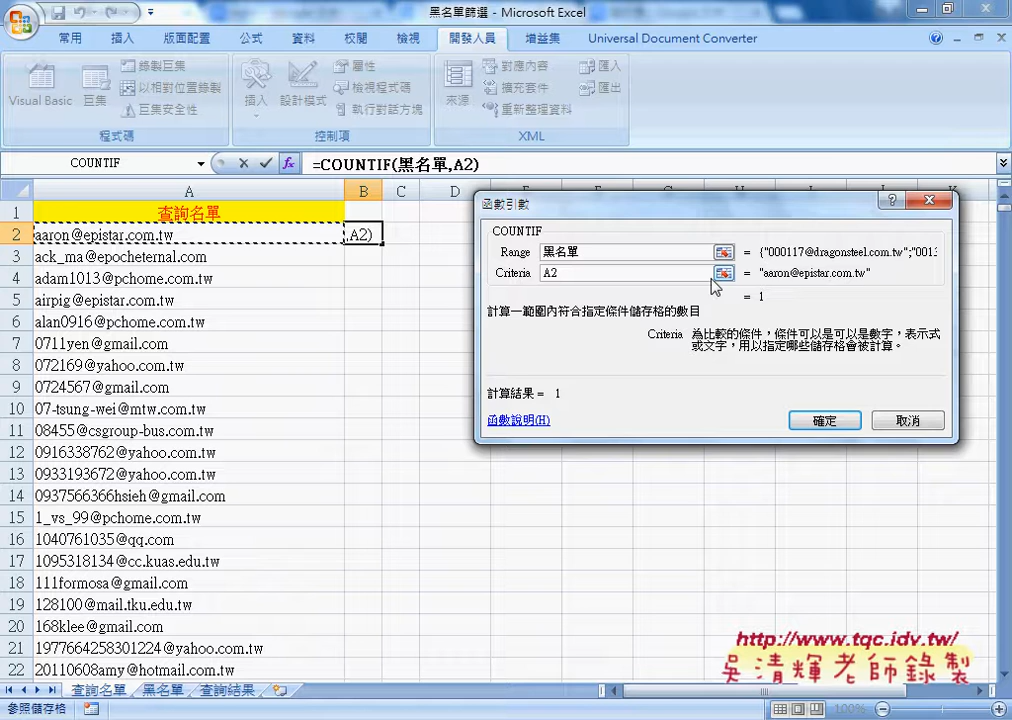 黑名單篩選 - Microsoft Excel
常用 插入 版面配置 公式 資料 校閱 檢視 開發人員 增益集 Universal Document Converter
Visual Basic 巨集 錄製巨集 以相對位置錄製 巨集安全性 程式碼
插入 設計模式 屬性 檢視程式碼 執行對話方塊 控制項
來源 對應內容 擴充套件 重新整理資料 匯入 匯出 XML
COUNTIF =COUNTIF(黑名單,A2)
A B C D
1 查詢名單
2 aaron@epistar.com.tw A2)
3 ack_ma@epocheternal.com
4 adam1013@pchome.com.tw
5 airpig@epistar.com.tw
6 alan0916@pchome.com.tw
7 0711yen@gmail.com
8 072169@yahoo.com.tw
9 0724567@gmail.com
10 07-tsung-wei@mtw.com.tw
11 08455@csgroup-bus.com.tw
12 0916338762@yahoo.com.tw
13 0933193672@yahoo.com.tw
14 0937566366hsieh@gmail.com
15 1_vs_99@pchome.com.tw
16 1040761035@qq.com
17 1095318134@cc.kuas.edu.tw
18 111formosa@gmail.com
19 128100@mail.tku.edu.tw
20 168klee@gmail.com
21 1977664258301224@yahoo.com.tw
22 20110608amy@hotmail.com.tw
函數引數
COUNTIF
Range 黑名單 = {"000117@dragonsteel.com.tw";"001
Criteria A2 = "aaron@epistar.com.tw"
= 1
計算一範圍內符合指定條件儲存格的數目
Criteria 為比較的條件，條件可以是可以是數字，表示式
或文字，用以指定哪些儲存格會被計算。
計算結果 = 1
函數說明(H)
確定 取消
http://www.tqc.idv.tw/
吳清輝老師錄製
查詢名單 黑名單 查詢結果
參照儲存格 100%